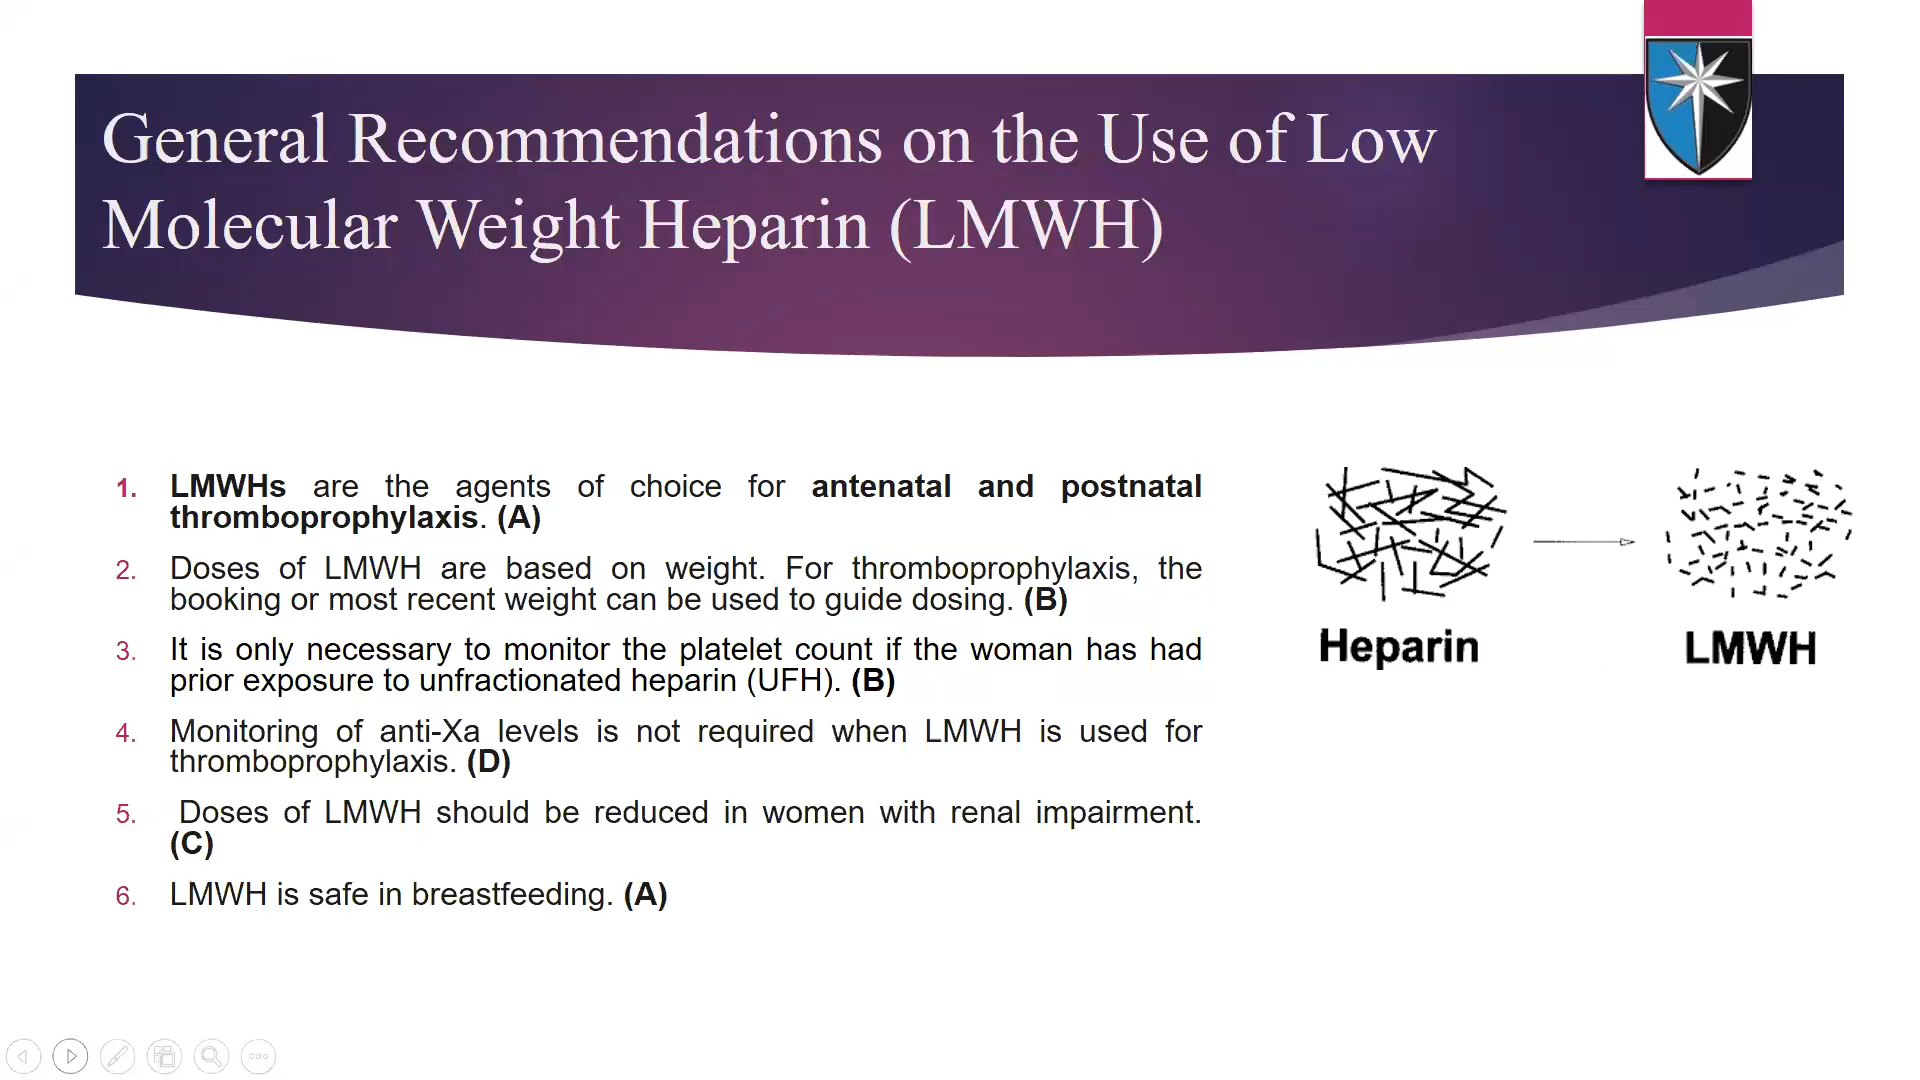 General Recommendations on the Use of Low
Molecular Weight Heparin (LMWH)
1. LMWHs are the agents of choice for antenatal and postnatal
thromboprophylaxis. (A)
2. Doses of LMWH are based on weight. For thromboprophylaxis, the
booking or most recent weight can be used to guide dosing. (B)
3. It is only necessary to monitor the platelet count if the woman has had
prior exposure to unfractionated heparin (UFH). (B)
4. Monitoring of anti-Xa levels is not required when LMWH is used for
thromboprophylaxis. (D)
5. Doses of LMWH should be reduced in women with renal impairment.
(C)
6. LMWH is safe in breastfeeding. (A)
Heparin
LMWH